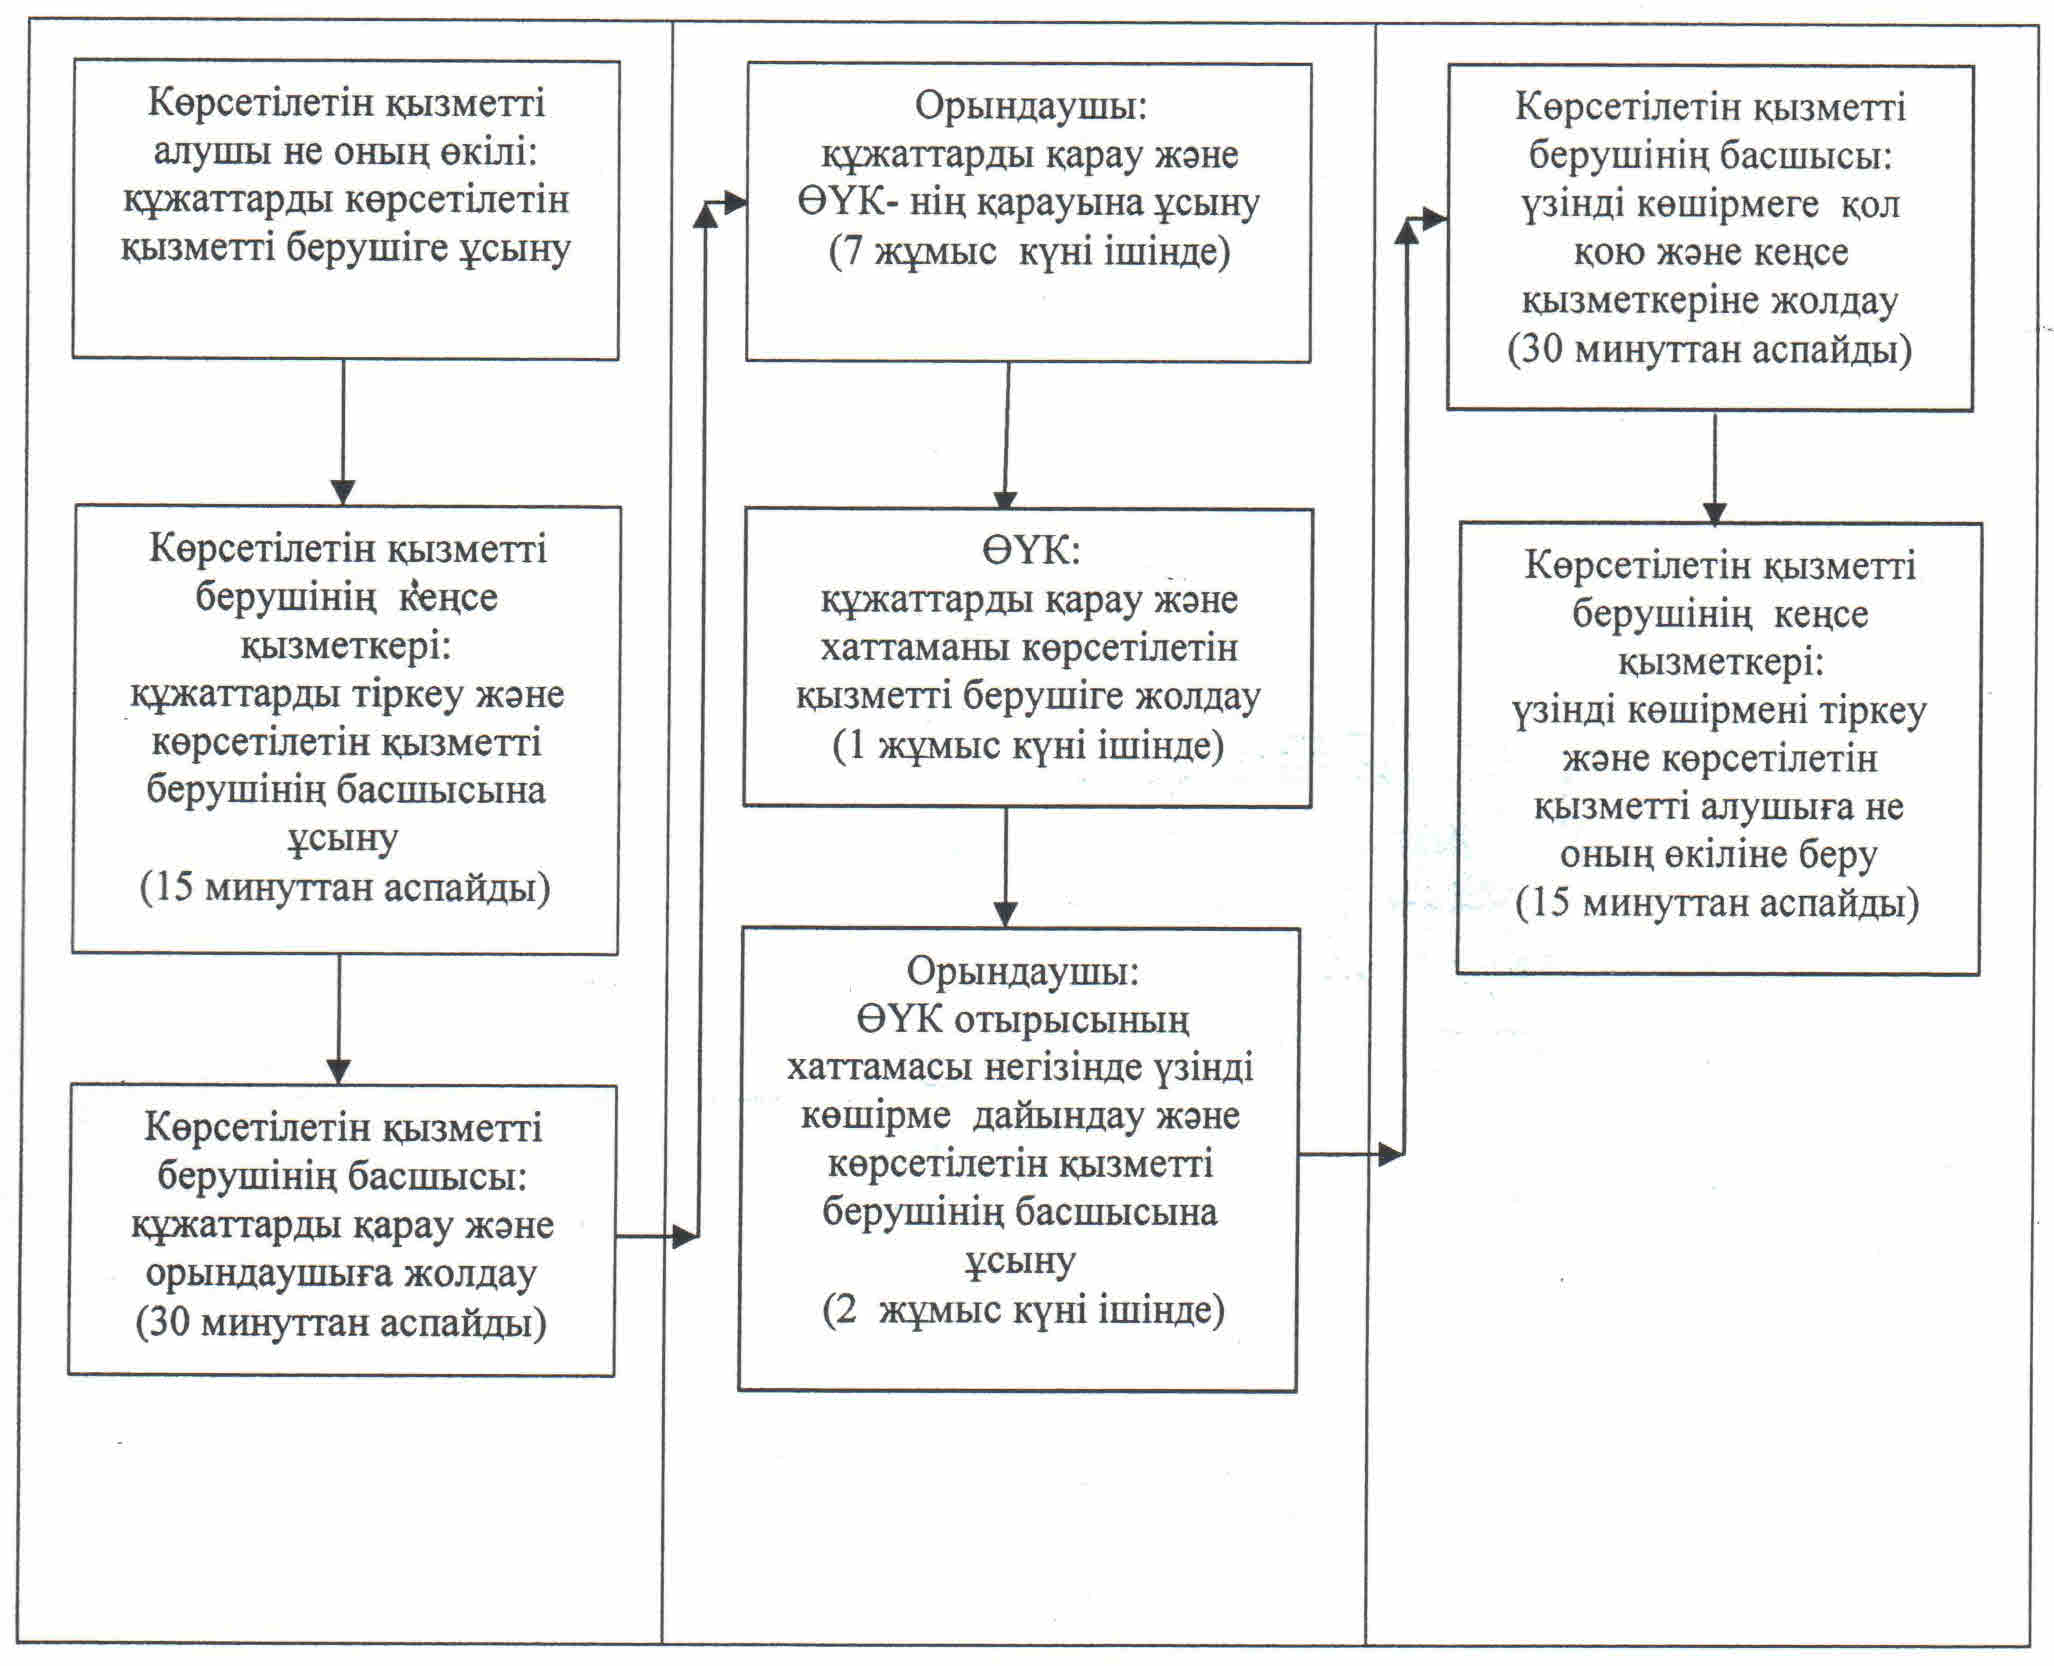 Көрсетілетін қызметті
алушы не оның өкілі:
құжаттарды көрсетілетін
қызметті берушіге ұсыну
Көрсетілетін қызметті
берушінің кеңсе
қызметкері:
құжаттарды тіркеу және
көрсетілетін қызметті
берушінің басшысына
ұсыну
(15 минуттан аспайды)
Көрсетілетін қызметті
берушінің басшысы:
құжаттарды қарау және
орындаушыға жолдау
(30 минуттан аспайды)
Орындаушы:
құжаттарды қарау және
ӨҮК- нің қарауына ұсыну
(7 жұмыс күні ішінде)
ӨҮК:
құжаттарды қарау және
хаттаманы көрсетілетін
қызметті берушіге жолдау
(1 жұмыс күні ішінде)
Орындаушы:
ӨҮК отырысының
хаттамасы негізінде үзінді
көшірме дайындау және
көрсетілетін қызметті
берушінің басшысына
ұсыну
(2 жұмыс күні ішінде)
Көрсетілетін қызметті
берушінің басшысы:
үзінді көшірмеге қол
қою және кеңсе
қызметкеріне жолдау
(30 минуттан аспайды)
Көрсетілетін қызметті
берушінің кеңсе
қызметкері:
үзінді көшірмені тіркеу
және көрсетілетін
қызметті алушыға не
оның өкіліне беру
(15 минуттан аспайды)